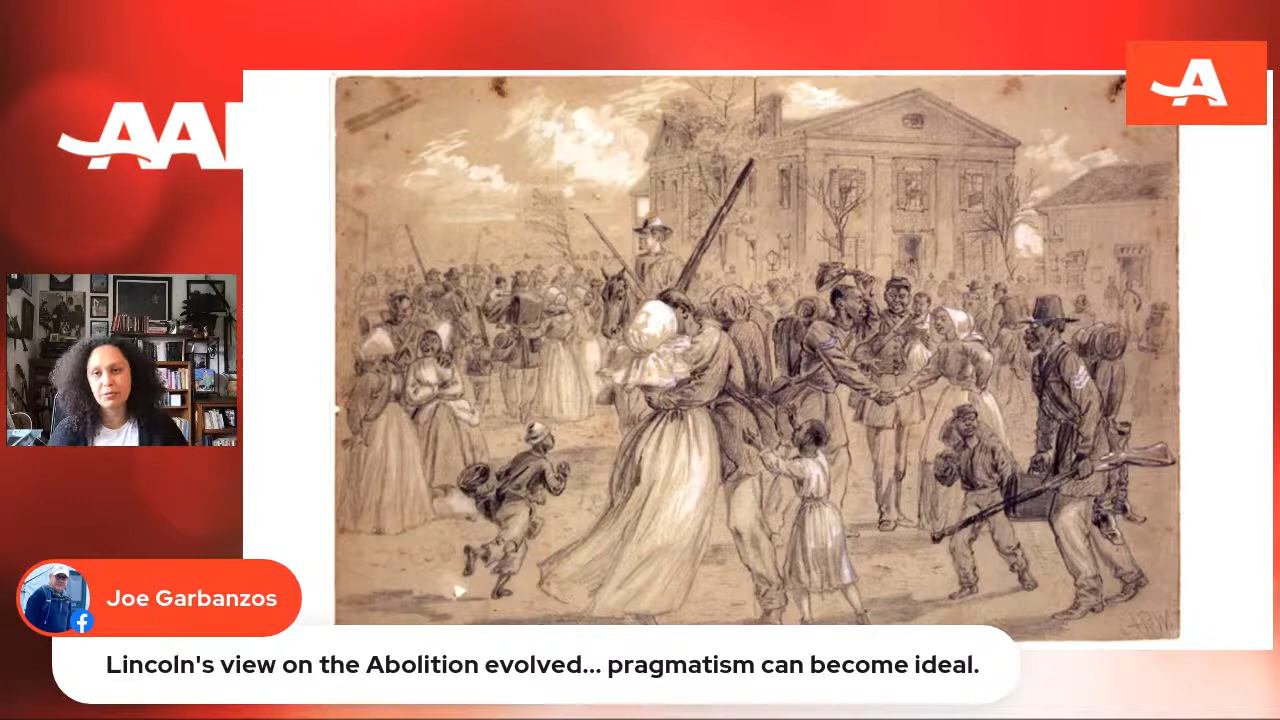 AA
A
Joe Garbanzos
Lincoln's view on the Abolition evolved... pragmatism can become ideal.